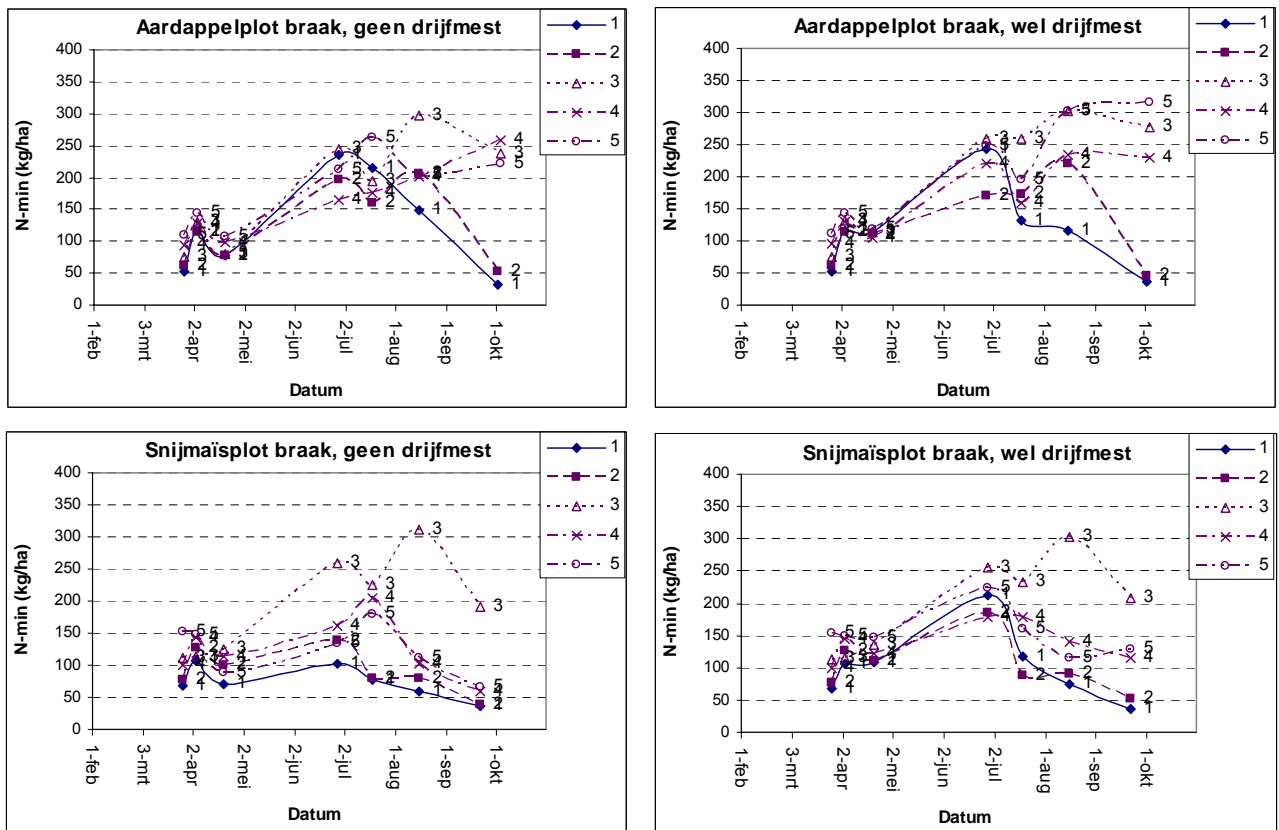 Aardappelplot braak, geen drijfmest
N-min (kg/ha)
400
350
300
250
200
150
100
50
0
1-feb
3-mrt
2-apr
2-mei
2-jun
2-jul
1-aug
1-sep
1-okt
Datum
1
2
3
4
5
Aardappelplot braak, wel drijfmest
N-min (kg/ha)
400
350
300
250
200
150
100
50
0
1-feb
3-mrt
2-apr
2-mei
2-jun
2-jul
1-aug
1-sep
1-okt
Datum
1
2
3
4
5
Snijmaïsplot braak, geen drijfmest
N-min (kg/ha)
400
350
300
250
200
150
100
50
0
1-feb
3-mrt
2-apr
2-mei
2-jun
2-jul
1-aug
1-sep
1-okt
Datum
1
2
3
4
5
Snijmaïsplot braak, wel drijfmest
N-min (kg/ha)
400
350
300
250
200
150
100
50
0
1-feb
3-mrt
2-apr
2-mei
2-jun
2-jul
1-aug
1-sep
1-okt
Datum
1
2
3
4
5